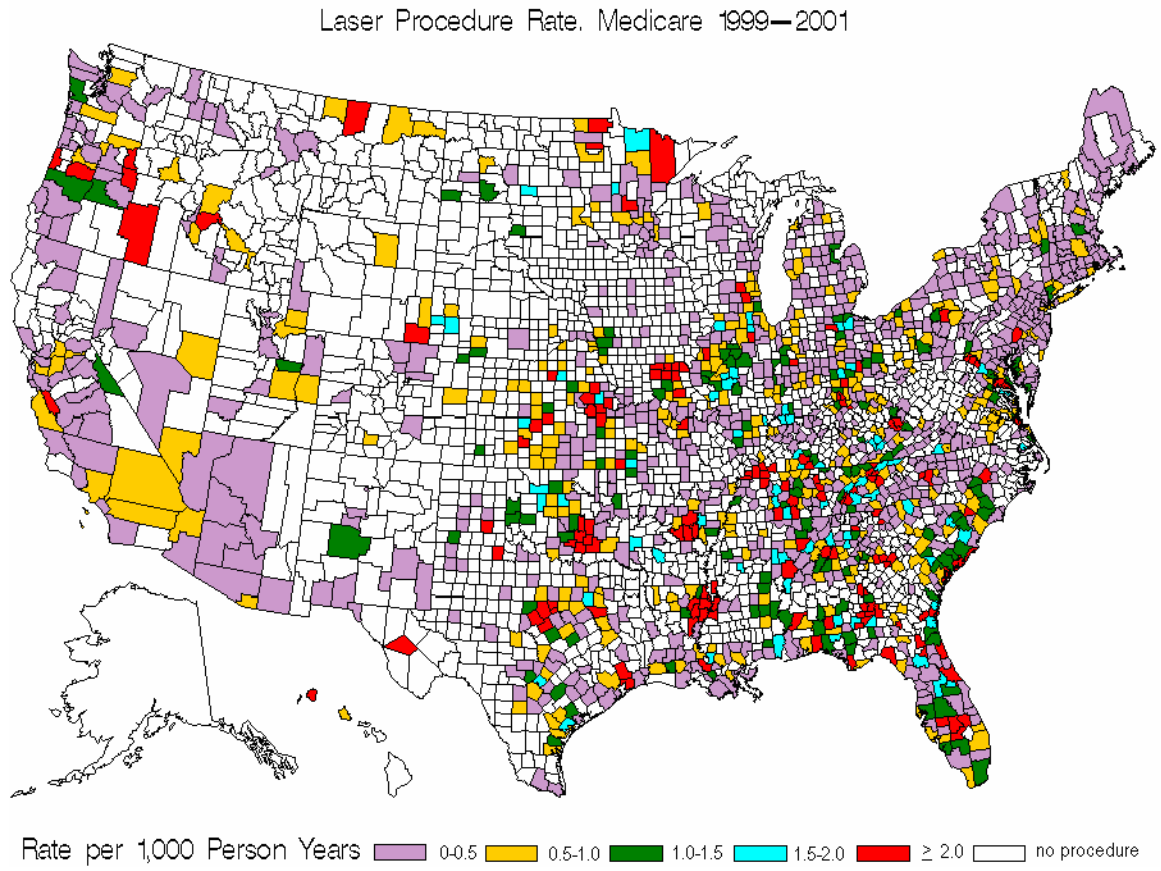 Laser Procedure Rate. Medicare 1999—2001
Rate per 1,000 Person Years 0-0.5 0.5-1.0 1.0-1.5 1.5-2.0 ≥ 2.0 no procedure